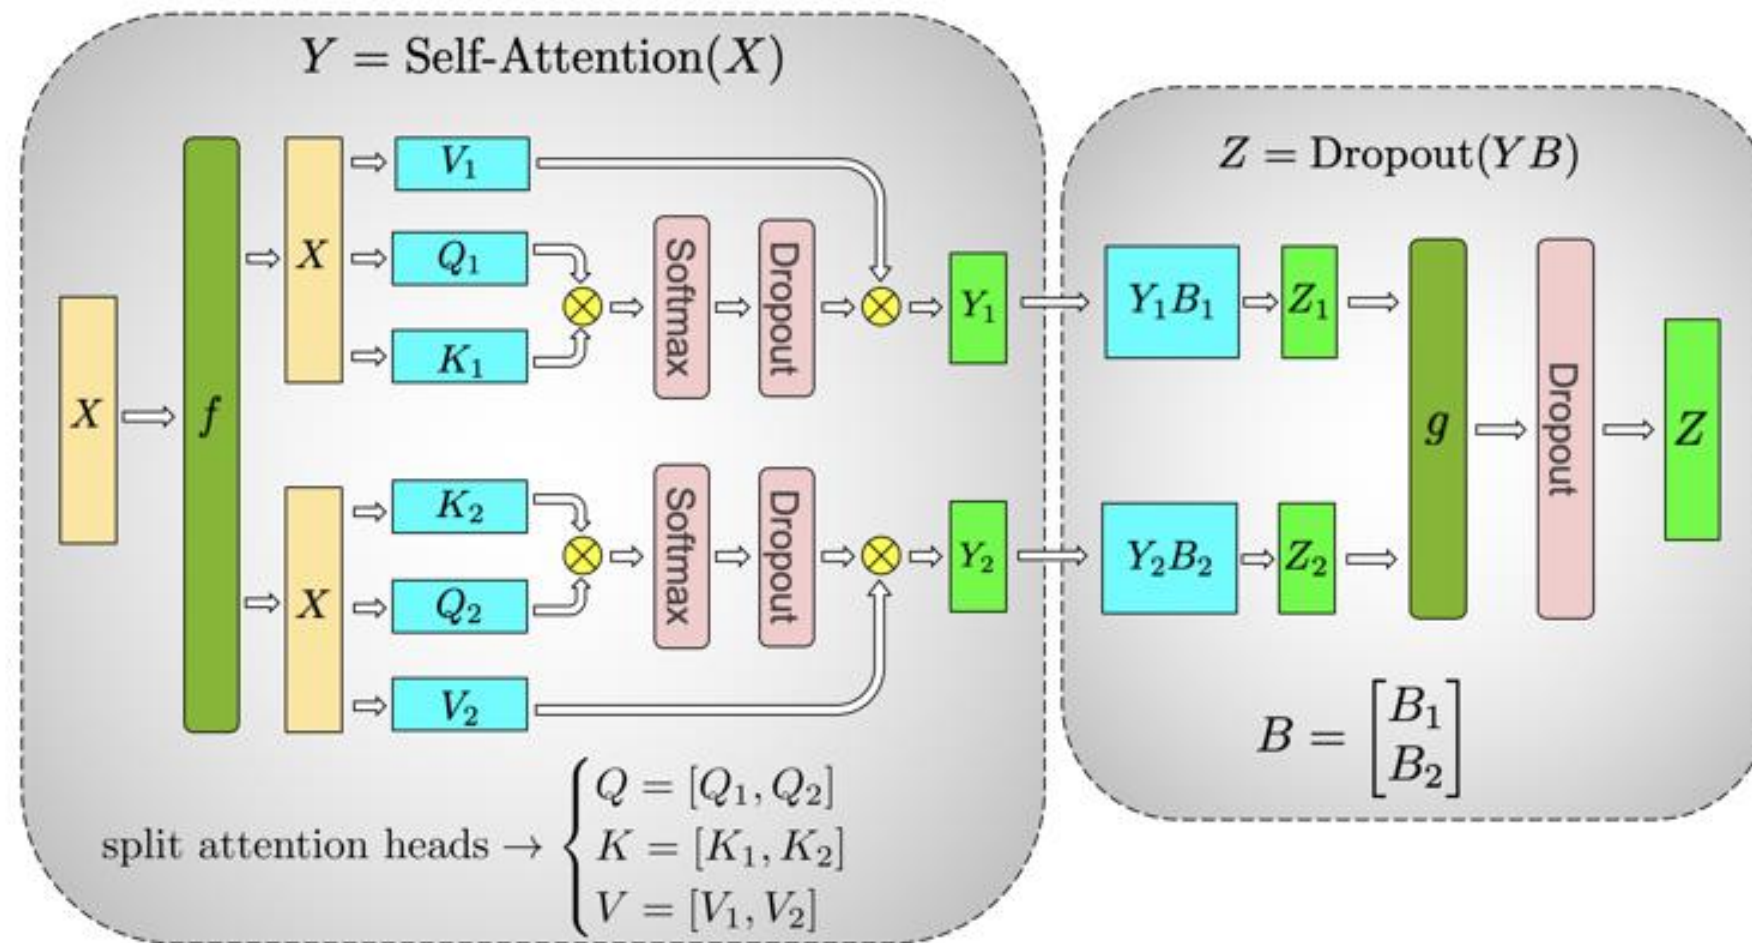 Y = Self-Attention(X)
Z = Dropout(YB)
X
f
X
V₁
Q₁
K₁
Softmax
Dropout
Y₁
Y₁B₁
Z₁
X
K₂
Q₂
V₂
Softmax
Dropout
Y₂
Y₂B₂
Z₂
g
Dropout
Z
split attention heads → { Q = [Q₁, Q₂]
K = [K₁, K₂]
V = [V₁, V₂]
B = [B₁
B₂]